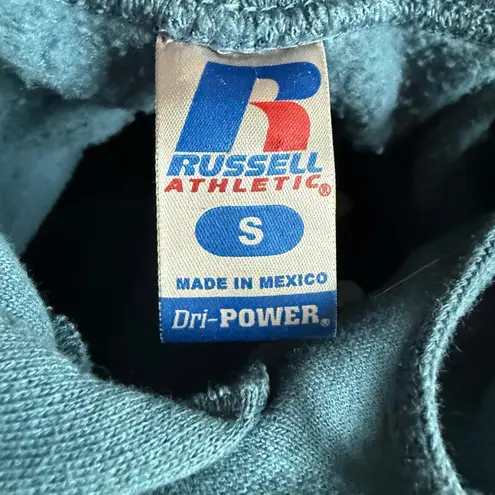 R
RUSSELL
ATHLETIC®
S
MADE IN MEXICO
Dri-POWER®